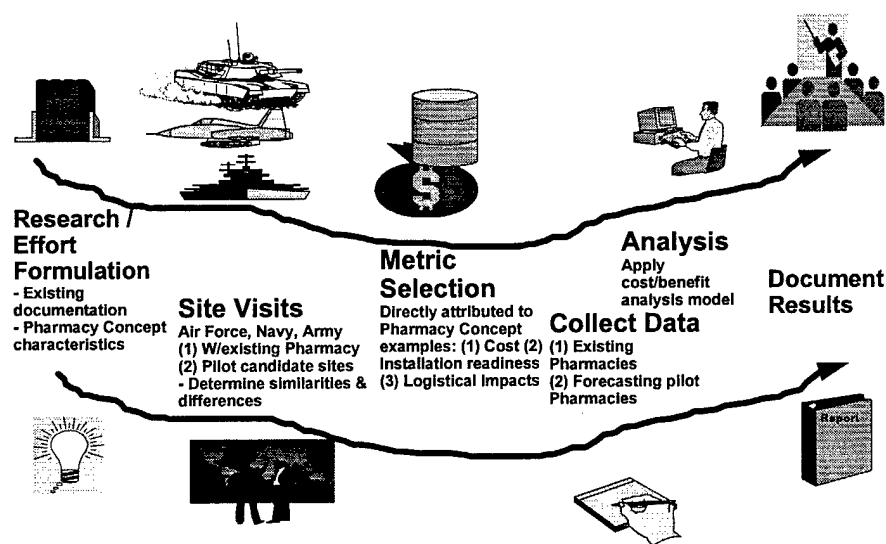 Research /
Effort
Formulation
- Existing
documentation
- Pharmacy Concept
characteristics
Site Visits
Air Force, Navy, Army
(1) W/existing Pharmacy
(2) Pilot candidate sites
- Determine similarities &
differences
$
Metric
Selection
Directly attributed to
Pharmacy Concept
examples: (1) Cost (2)
Installation readiness
(3) Logistical Impacts
Analysis
Apply
cost/benefit
analysis model
Collect Data
(1) Existing
Pharmacies
(2) Forecasting pilot
Pharmacies
Document
Results
Report